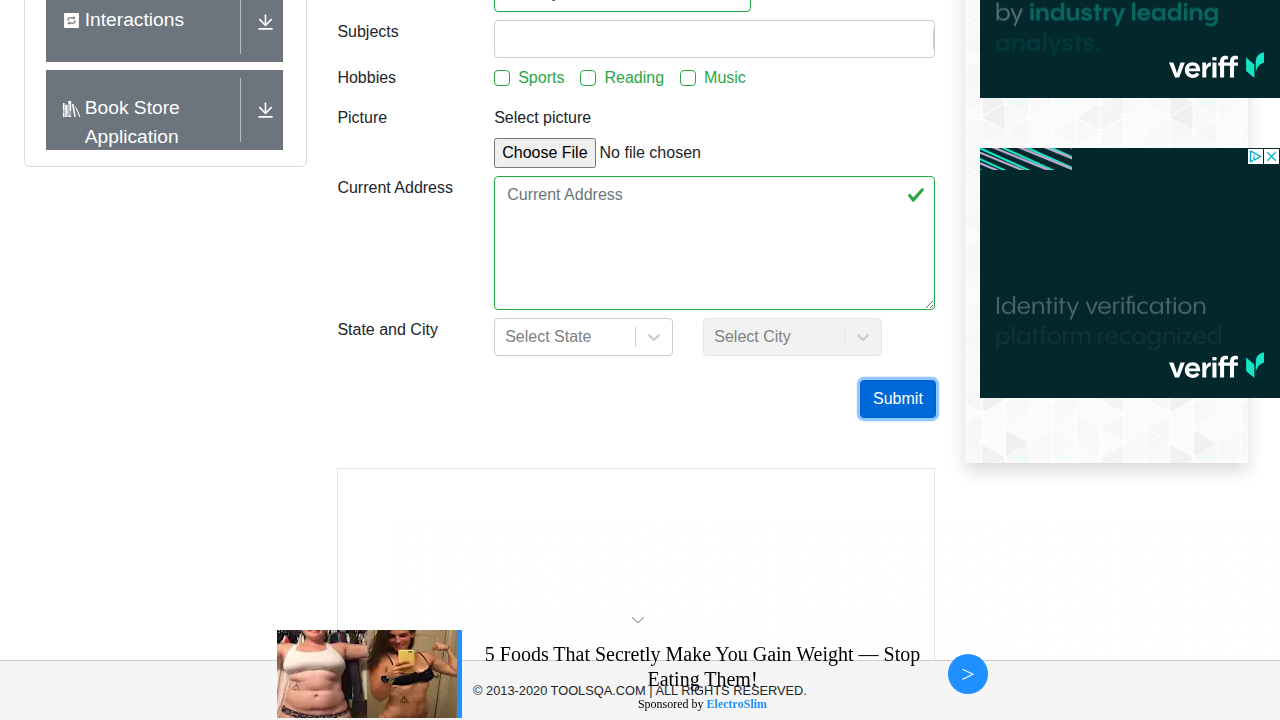 Interactions
Book Store
Application
Subjects
Hobbies
Sports
Reading
Music
Picture
Select picture
Choose File
No file chosen
Current Address
Current Address
State and City
Select State
Select City
Submit
by industry leading
analysts.
veriff
Identity verification
platform recognized
veriff
5 Foods That Secretly Make You Gain Weight — Stop
Eating Them!
© 2013-2020 TOOLSQA.COM | ALL RIGHTS RESERVED.
Sponsored by ElectroSlim
>